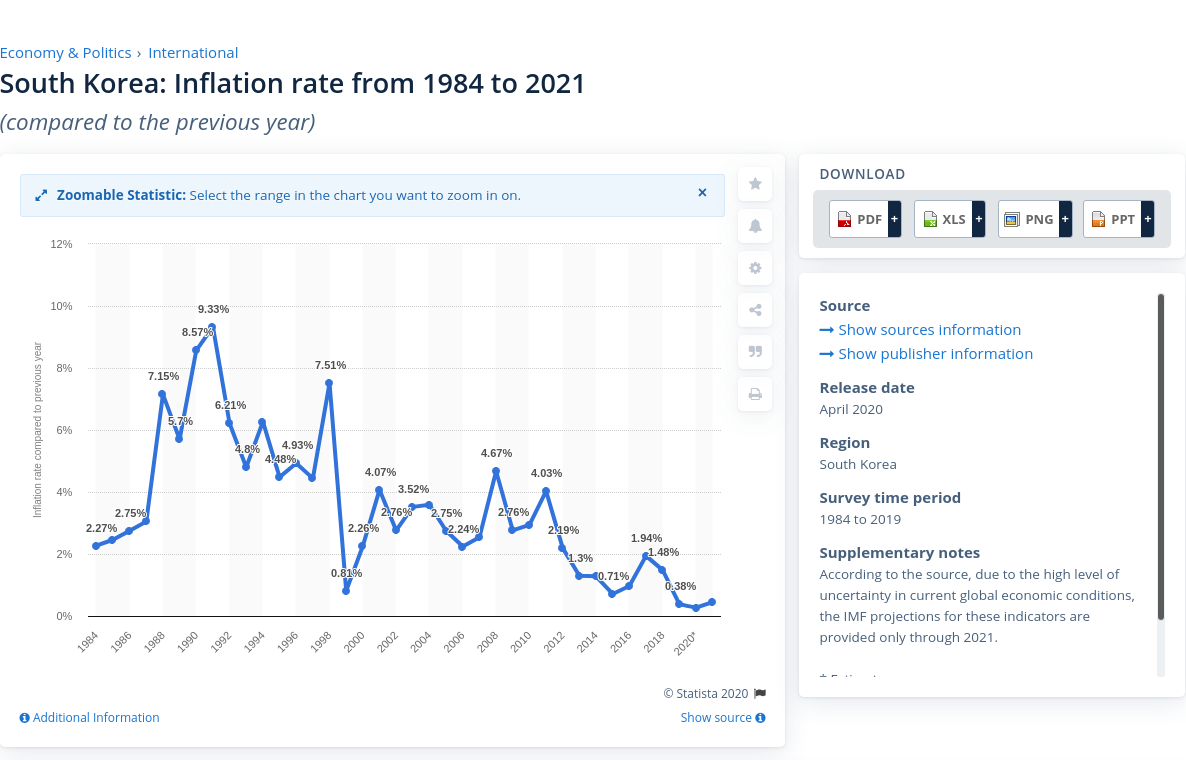 Economy & Politics › International
South Korea: Inflation rate from 1984 to 2021
(compared to the previous year)
Zoomable Statistic: Select the range in the chart you want to zoom in on.
×
Inflation rate compared to previous year
12%
10%
8%
6%
4%
2%
0%
2.27%
2.75%
7.15%
5.7%
8.57%
9.33%
6.21%
4.8%
4.48%
4.93%
7.51%
0.81%
2.26%
4.07%
2.76%
3.52%
2.75%
2.24%
4.67%
2.76%
4.03%
2.19%
1.3%
0.71%
1.94%
1.48%
0.38%
1984
1986
1988
1990
1992
1994
1996
1998
2000
2002
2004
2006
2008
2010
2012
2014
2016
2018
2020*
© Statista 2020
Additional Information
Show source
DOWNLOAD
PDF +
XLS +
PNG +
PPT +
Source
Show sources information
Show publisher information
Release date
April 2020
Region
South Korea
Survey time period
1984 to 2019
Supplementary notes
According to the source, due to the high level of
uncertainty in current global economic conditions,
the IMF projections for these indicators are
provided only through 2021.